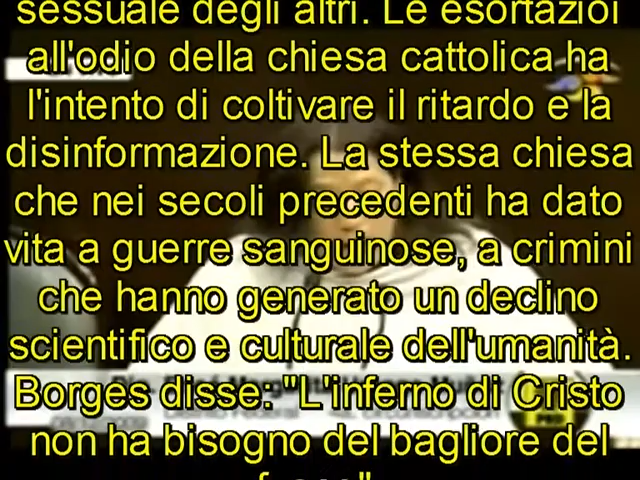 sessuale degli altri. Le esortazioi
all'odio della chiesa cattolica ha
l'intento di coltivare il ritardo e la
disinformazione. La stessa chiesa
che nei secoli precedenti ha dato
vita a guerre sanguinose, a crimini
che hanno generato un declino
scientifico e culturale dell'umanità.
Borges disse: "L'inferno di Cristo
non ha bisogno del bagliore del